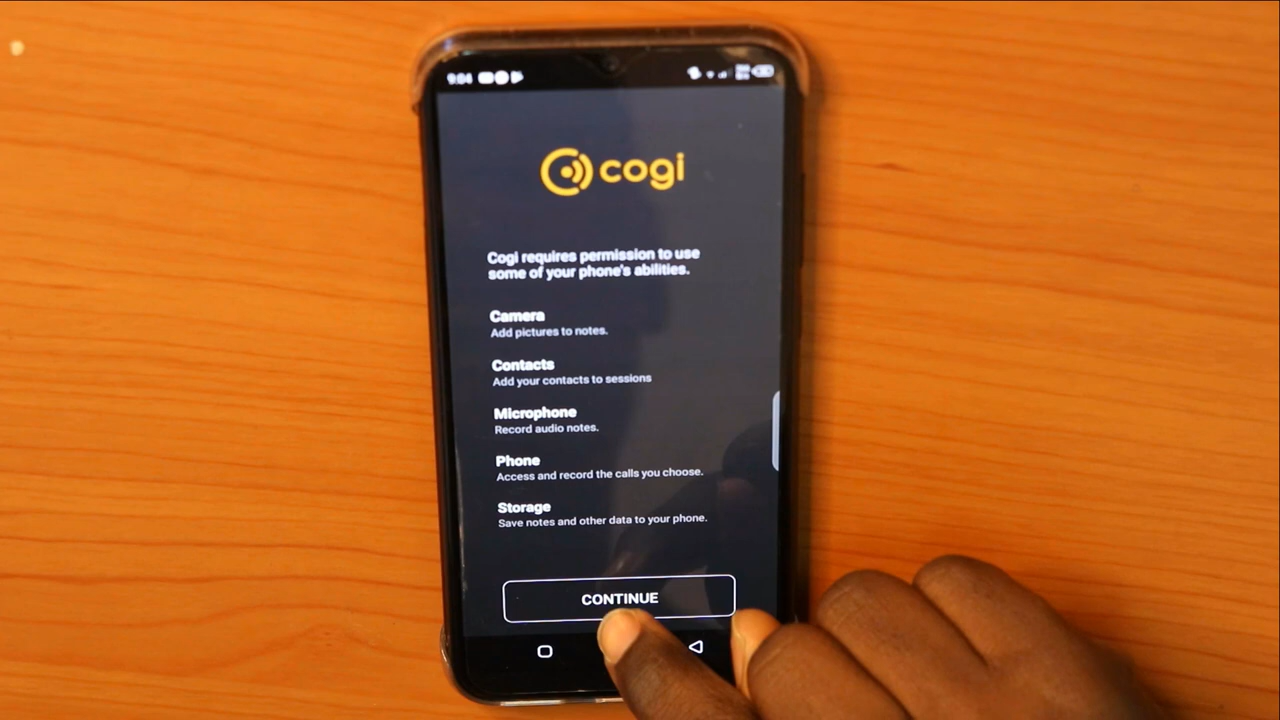 9:04
cogi
Cogi requires permission to use
some of your phone's abilities.
Camera
Add pictures to notes.
Contacts
Add your contacts to sessions
Microphone
Record audio notes.
Phone
Access and record the calls you choose.
Storage
Save notes and other data to your phone.
CONTINUE